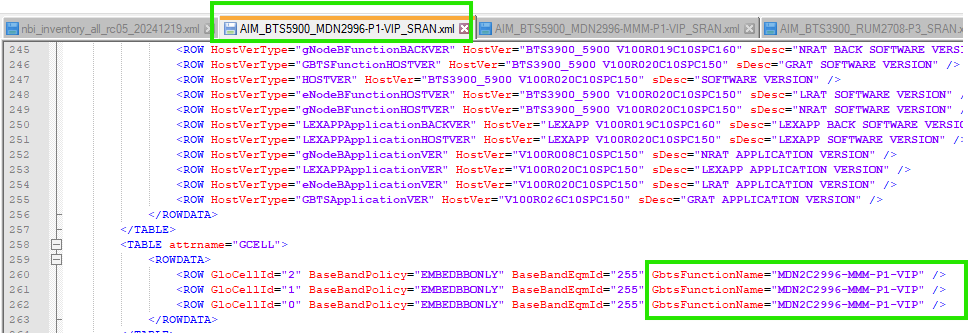 nbi_inventory_all_rc05_20241219.xml AIM_BTS5900_MDN2996-P1-VIP_SRAN.xml AIM_BTS5900_MDN2996-MMM-P1-VIP_SRAN.xml AIM_BTS3900_RUM2708-P3_SRAN.xml
245 <ROW HostVerType="gNodeBFunctionBACKVER" HostVer="BTS3900_5900 V100R019C10SPC160" sDesc="NRAT BACK SOFTWARE VERSI
246 <ROW HostVerType="GBTSFunctionHOSTVER" HostVer="BTS3900_5900 V100R020C10SPC150" sDesc="GRAT SOFTWARE VERSION" />
247 <ROW HostVerType="HOSTVER" HostVer="BTS3900_5900 V100R020C10SPC150" sDesc="SOFTWARE VERSION" />
248 <ROW HostVerType="eNodeBFunctionHOSTVER" HostVer="BTS3900_5900 V100R020C10SPC150" sDesc="LRAT SOFTWARE VERSION" />
249 <ROW HostVerType="gNodeBFunctionHOSTVER" HostVer="BTS3900_5900 V100R020C10SPC150" sDesc="NRAT SOFTWARE VERSION" />
250 <ROW HostVerType="LEXAPPApplicationBACKVER" HostVer="LEXAPP V100R019C10SPC160" sDesc="LEXAPP BACK SOFTWARE VERSIO
251 <ROW HostVerType="LEXAPPApplicationHOSTVER" HostVer="LEXAPP V100R020C10SPC150" sDesc="LEXAPP SOFTWARE VERSION" />
252 <ROW HostVerType="gNodeBApplicationVER" HostVer="V100R008C10SPC150" sDesc="NRAT APPLICATION VERSION" />
253 <ROW HostVerType="LEXAPPApplicationVER" HostVer="V100R020C10SPC150" sDesc="LEXAPP APPLICATION VERSION" />
254 <ROW HostVerType="eNodeBApplicationVER" HostVer="V100R020C10SPC150" sDesc="LRAT APPLICATION VERSION" />
255 <ROW HostVerType="GBTSApplicationVER" HostVer="V100R026C10SPC150" sDesc="GRAT APPLICATION VERSION" />
256 </ROWDATA>
257 </TABLE>
258 <TABLE attrname="GCELL">
259 <ROWDATA>
260 <ROW GloCellId="2" BaseBandPolicy="EMBEDBBONLY" BaseBandEqmId="255" GbtsFunctionName="MDN2C2996-MMM-P1-VIP" />
261 <ROW GloCellId="1" BaseBandPolicy="EMBEDBBONLY" BaseBandEqmId="255" GbtsFunctionName="MDN2C2996-MMM-P1-VIP" />
262 <ROW GloCellId="0" BaseBandPolicy="EMBEDBBONLY" BaseBandEqmId="255" GbtsFunctionName="MDN2C2996-MMM-P1-VIP" />
263 </ROWDATA>